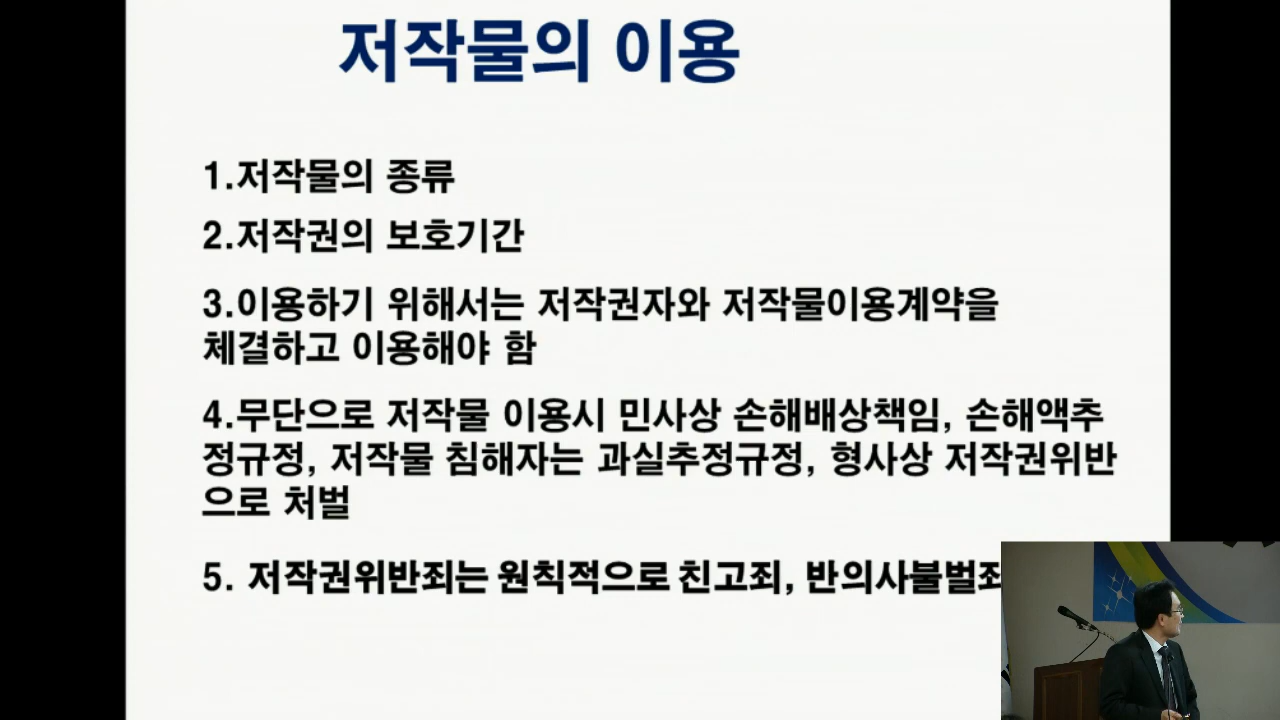 저작물의 이용
1.저작물의 종류
2.저작권의 보호기간
3.이용하기 위해서는 저작권자와 저작물이용계약을
체결하고 이용해야 함
4.무단으로 저작물 이용시 민사상 손해배상책임, 손해액추
정규정, 저작물 침해자는 과실추정규정, 형사상 저작권위반
으로 처벌
5. 저작권위반죄는 원칙적으로 친고죄, 반의사불벌죄